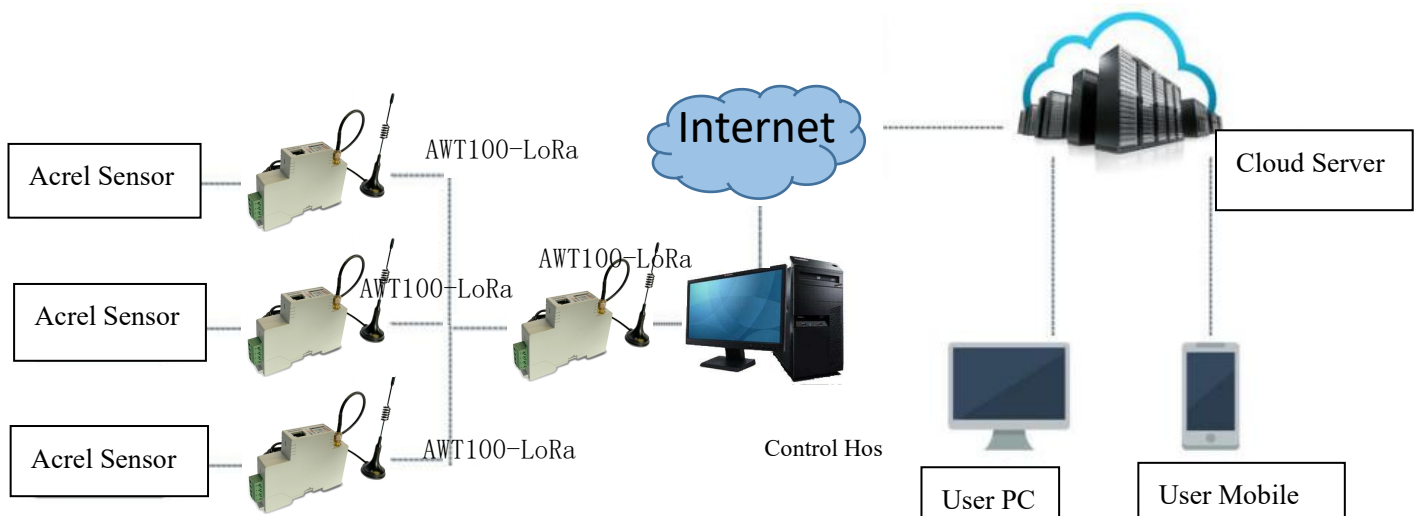 Internet
AWT100-LoRa
Acrel Sensor
Cloud Server
AWT100-LoRa
AWT100-LoRa
Acrel Sensor
AWT100-LoRa
Acrel Sensor
Control Hos
User PC
User Mobile